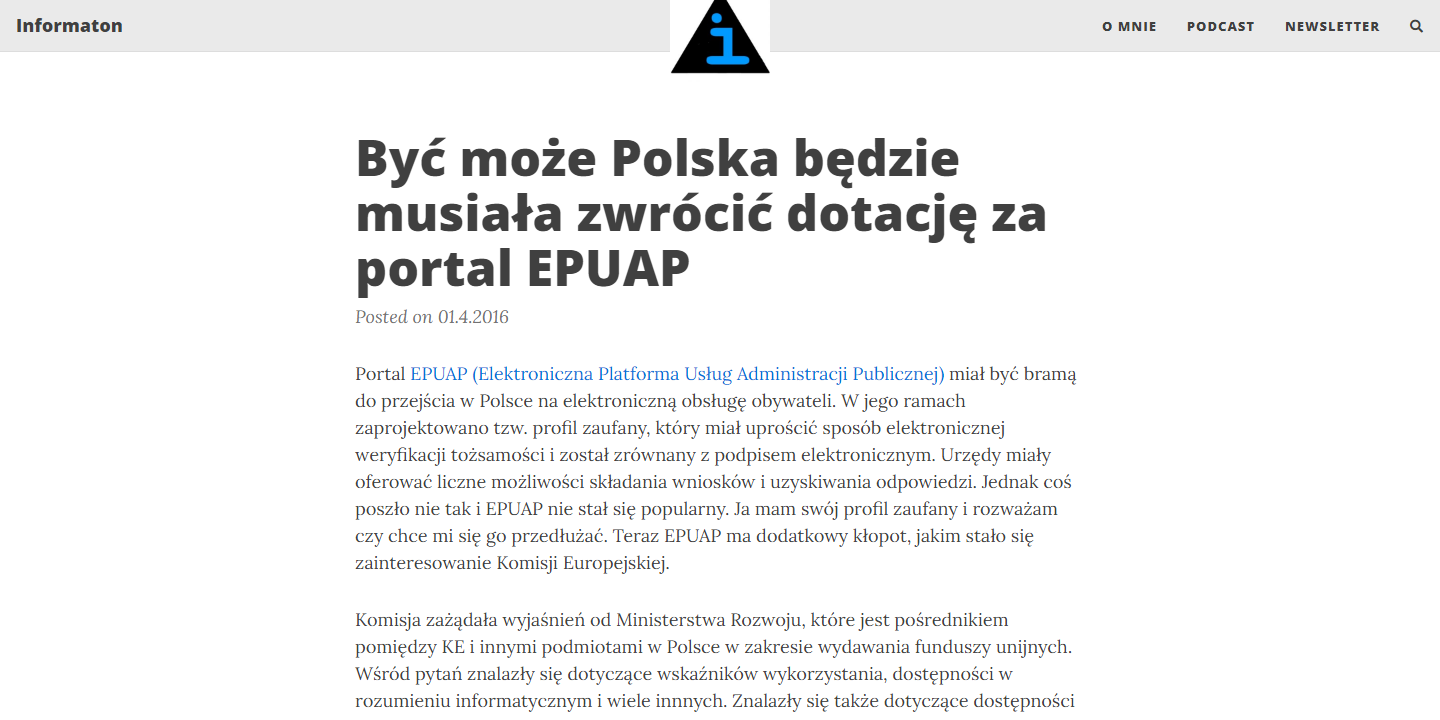 Informaton
i
O MNIE
PODCAST
NEWSLETTER
Być może Polska będzie
musiała zwrócić dotację za
portal EPUAP
Posted on 01.4.2016
Portal EPUAP (Elektroniczna Platforma Usług Administracji Publicznej) miał być bramą
do przejścia w Polsce na elektroniczną obsługę obywateli. W jego ramach
zaprojektowano tzw. profil zaufany, który miał uprościć sposób elektronicznej
weryfikacji tożsamości i został zrównany z podpisem elektronicznym. Urzędy miały
oferować liczne możliwości składania wniosków i uzyskiwania odpowiedzi. Jednak coś
poszło nie tak i EPUAP nie stał się popularny. Ja mam swój profil zaufany i rozważam
czy chce mi się go przedłużać. Teraz EPUAP ma dodatkowy kłopot, jakim stało się
zainteresowanie Komisji Europejskiej.
Komisja zażądała wyjaśnień od Ministerstwa Rozwoju, które jest pośrednikiem
pomiędzy KE i innymi podmiotami w Polsce w zakresie wydawania funduszy unijnych.
Wśród pytań znalazły się dotyczące wskaźników wykorzystania, dostępności w
rozumieniu informatycznym i wiele innnych. Znalazły się także dotyczące dostępności